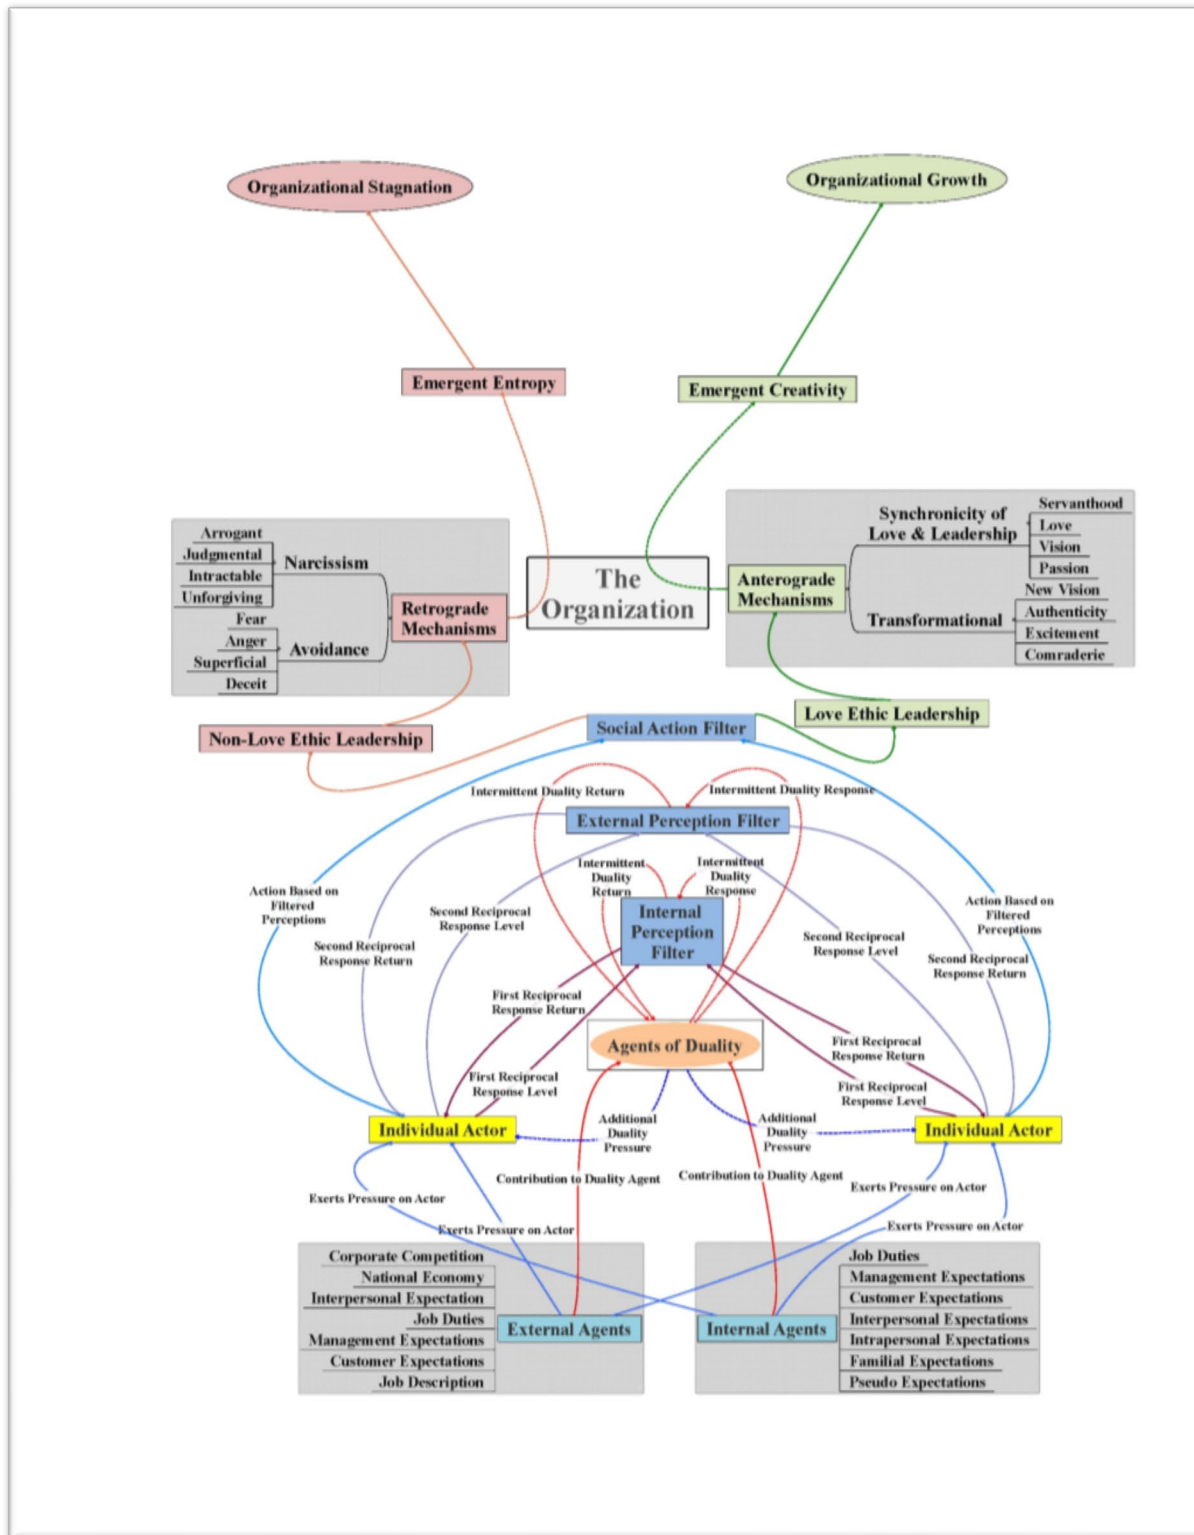 Organizational Stagnation
Organizational Growth
Emergent Entropy
Emergent Creativity
The
Organization
Arrogant
Judgmental
Intractable
Unforgiving
Narcissism
Fear
Anger
Superficial
Deceit
Avoidance
Retrograde
Mechanisms
Anterograde
Mechanisms
Synchronicity of
Love & Leadership
Servanthood
Love
Vision
Passion
Transformational
New Vision
Authenticity
Excitement
Comraderie
Non-Love Ethic Leadership
Social Action Filter
Love Ethic Leadership
Intermittent Duality Return
Intermittent Duality Response
External Perception Filter
Intermittent
Duality
Return
Intermittent
Duality
Response
Internal
Perception
Filter
Action Based on
Filtered
Perceptions
Second Reciprocal
Response Return
Second Reciprocal
Response Level
Second Reciprocal
Response Level
Action Based on
Filtered
Perceptions
Second Reciprocal
Response Return
First Reciprocal
Response Return
First Reciprocal
Response Level
Agents of Duality
First Reciprocal
Response Return
First Reciprocal
Response Level
Individual Actor
Additional
Duality
Pressure
Additional
Duality
Pressure
Individual Actor
Contribution to Duality Agent
Contribution to Duality Agent
Exerts Pressure on Actor
Exerts Pressure on Actor
Exerts Pressure on Actor
Exerts Pressure on Actor
Corporate Competition
National Economy
Interpersonal Expectation
Job Duties
Management Expectations
Customer Expectations
Job Description
External Agents
Internal Agents
Job Duties
Management Expectations
Customer Expectations
Interpersonal Expectations
Intrapersonal Expectations
Familial Expectations
Pseudo Expectations